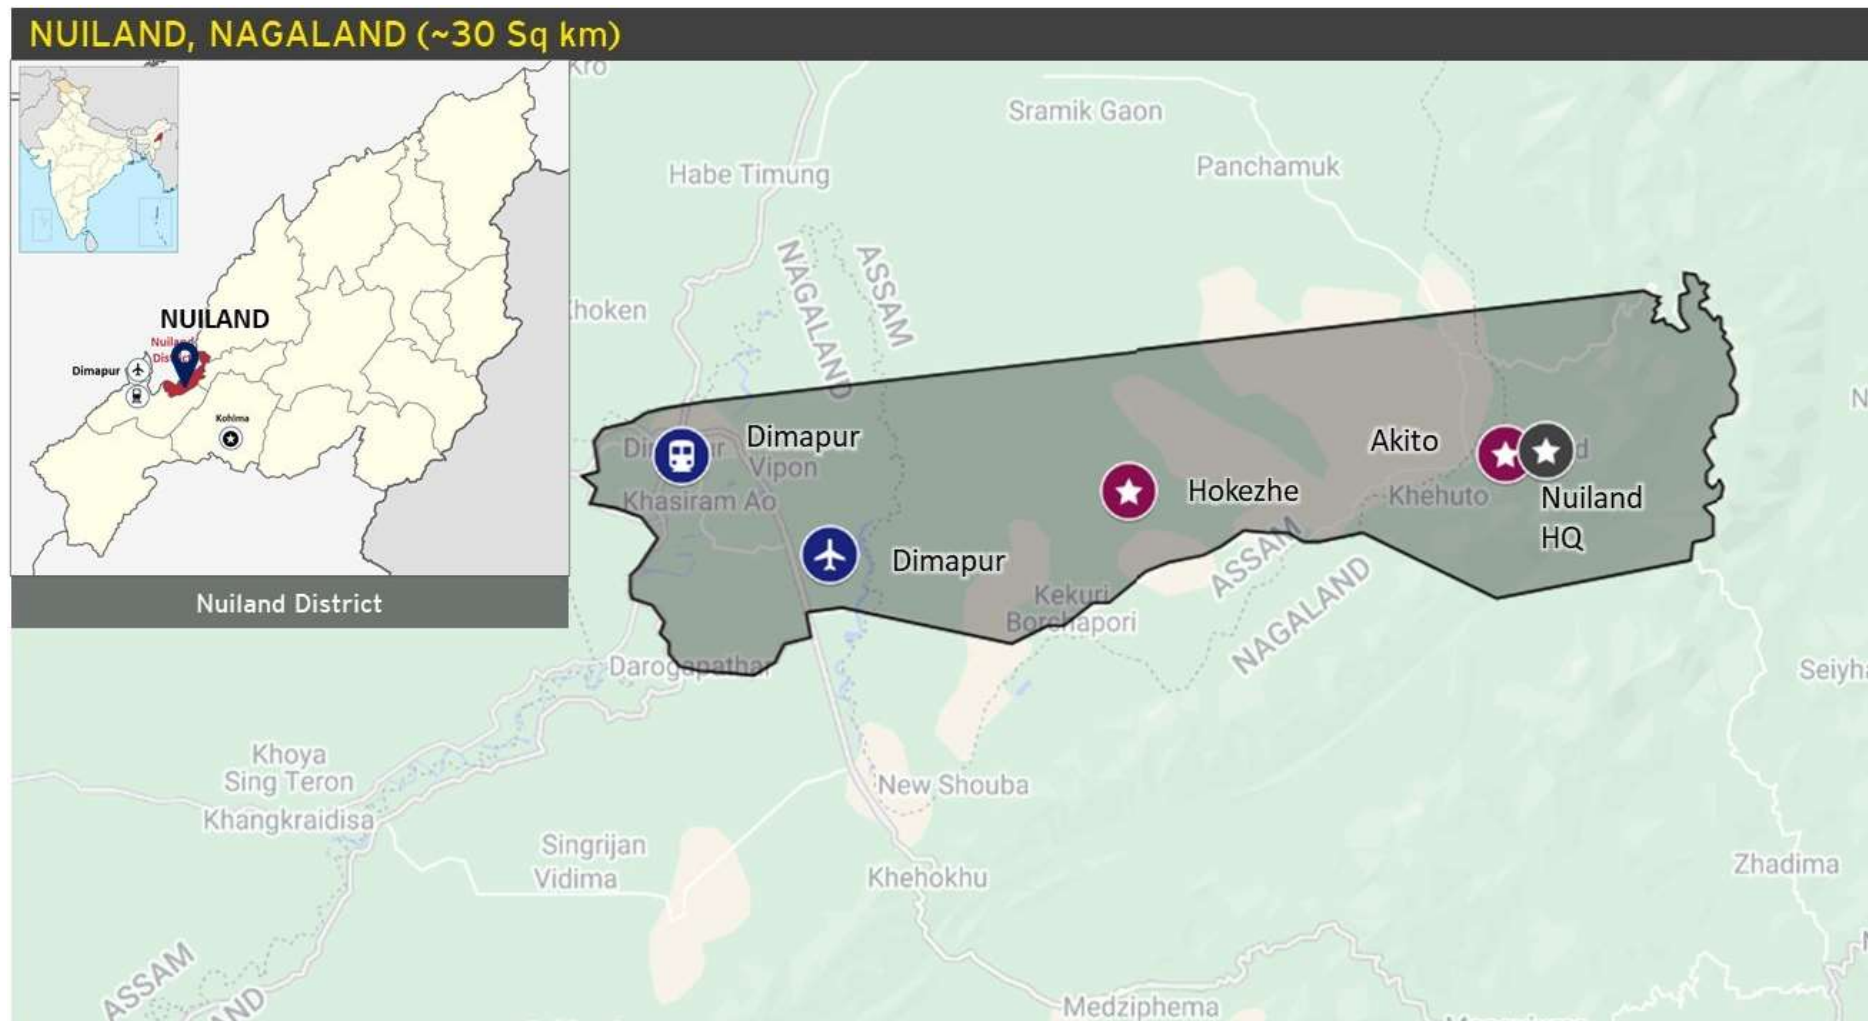 NUILAND, NAGALAND (~30 Sq km)
Sramik Gaon
Panchamuk
Habe Timung
NAGALAND
ASSAM
NUILAND
Dimapur
Kohima
Nuiland District
Dimapur
Vipon
Khasiram Ao
Dimapur
Hokezhe
Akito
Khehuto
Nuiland
HQ
Kekuri
Borchapori
ASSAM
NAGALAND
Darogapathar
Khoya
Sing Teron
Khangkraidisa
New Shouba
Singrijan
Vidima
Khehokhu
Zhadima
ASSAM
Medziphema